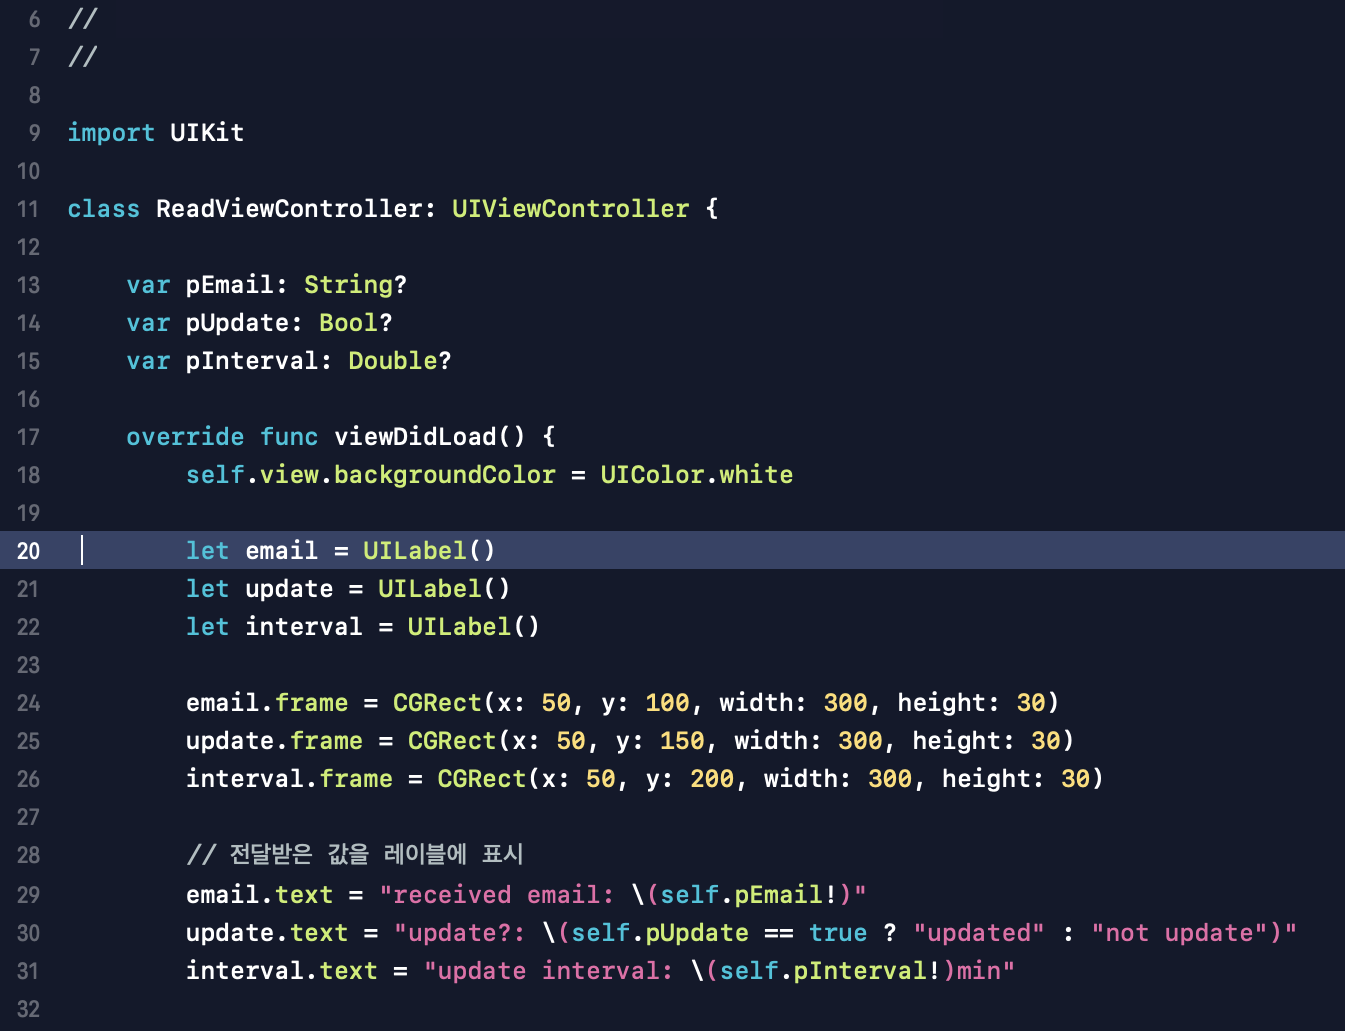 6 //
7 //
8
9 import UIKit
10
11 class ReadViewController: UIViewController {
12
13     var pEmail: String?
14     var pUpdate: Bool?
15     var pInterval: Double?
16
17     override func viewDidLoad() {
18         self.view.backgroundColor = UIColor.white
19
20         let email = UILabel()
21         let update = UILabel()
22         let interval = UILabel()
23
24         email.frame = CGRect(x: 50, y: 100, width: 300, height: 30)
25         update.frame = CGRect(x: 50, y: 150, width: 300, height: 30)
26         interval.frame = CGRect(x: 50, y: 200, width: 300, height: 30)
27
28         // 전달받은 값을 레이블에 표시
29         email.text = "received email: \(self.pEmail!)"
30         update.text = "update?: \(self.pUpdate == true ? "updated" : "not update")"
31         interval.text = "update interval: \(self.pInterval!)min"
32